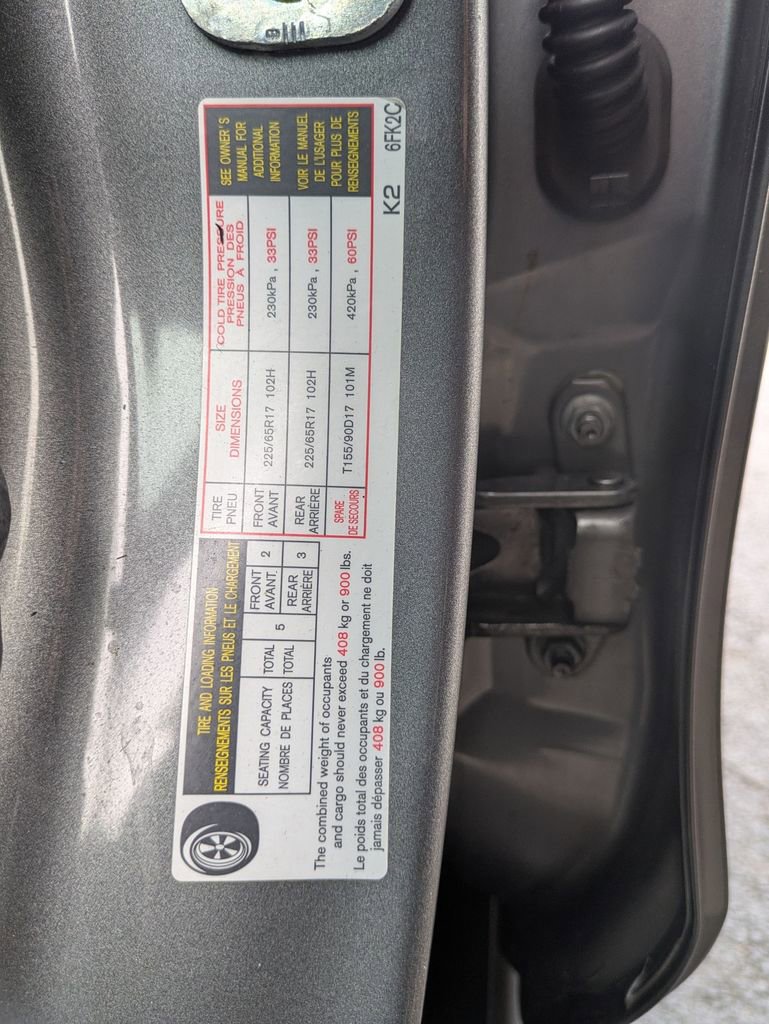 TIRE AND LOADING INFORMATION
RENSEIGNEMENTS SUR LES PNEUS ET LE CHARGEMENT
SEATING CAPACITY TOTAL 5 FRONT AVANT 2
NOMBRE DE PLACES TOTAL REAR ARRIÈRE 3
The combined weight of occupants
and cargo should never exceed 408 kg or 900 lbs.
Le poids total des occupants et du chargement ne doit
jamais dépasser 408 kg ou 900 lb.
TIRE
PNEU
SIZE
DIMENSIONS
COLD TIRE PRESSURE
PRESSION DES
PNEUS À FROID
FRONT
AVANT
225/65R17 102H
230kPa , 33PSI
REAR
ARRIÈRE
225/65R17 102H
230kPa , 33PSI
SPARE
DE SECOURS
T155/90D17 101M
420kPa , 60PSI
SEE OWNER'S
MANUAL FOR
ADDITIONAL
INFORMATION
VOIR LE MANUEL
DE L'USAGER
POUR PLUS DE
RENSEIGNEMENTS
K2 6FK2C